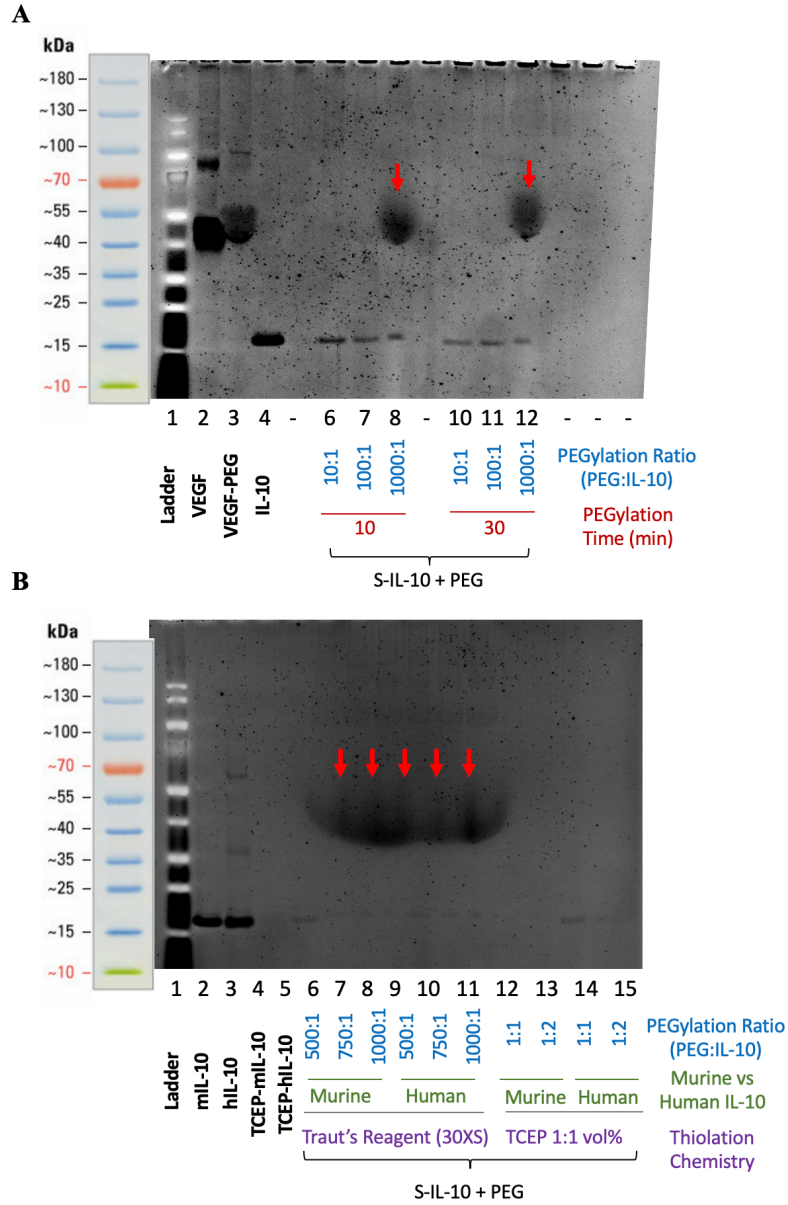 A
kDa
~180
~130
~100
~70
~55
~40
~35
~25
~15
~10
1 2 3 4 - 6 7 8 - 10 11 12 - - -
Ladder
VEGF
VEGF-PEG
IL-10
10:1
100:1
1000:1
10:1
100:1
1000:1
PEGylation Ratio
(PEG:IL-10)
10
30
PEGylation
Time (min)
S-IL-10 + PEG
B
kDa
~180
~130
~100
~70
~55
~40
~35
~25
~15
~10
1 2 3 4 5 6 7 8 9 10 11 12 13 14 15
Ladder
mIL-10
hIL-10
TCEP-mIL-10
TCEP-hIL-10
500:1
750:1
1000:1
500:1
750:1
1000:1
1:1
1:2
1:1
1:2
PEGylation Ratio
(PEG:IL-10)
Murine
Human
Murine
Human
Murine vs
Human IL-10
Traut's Reagent (30XS)
TCEP 1:1 vol%
Thiolation
Chemistry
S-IL-10 + PEG